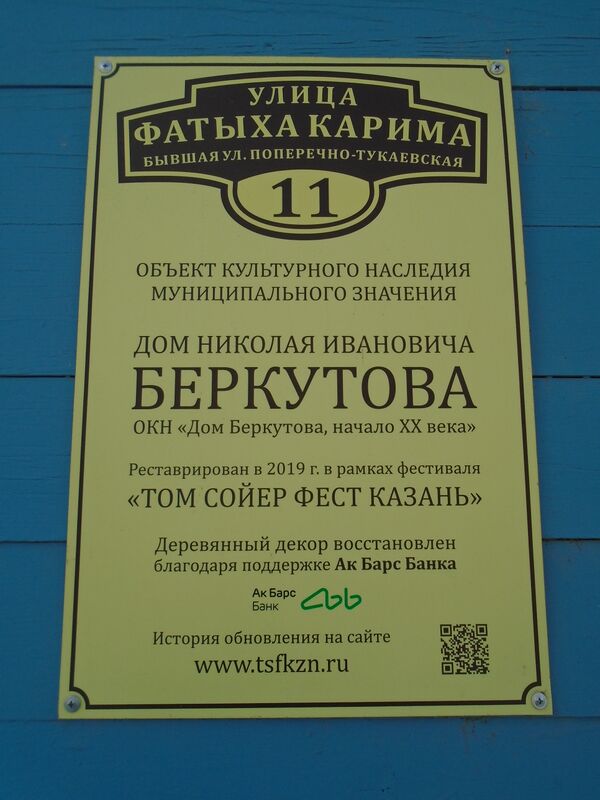 УЛИЦА
ФАТЫХА КАРИМА
БЫВШАЯ УЛ. ПОПЕРЕЧНО-ТУКАЕВСКАЯ
11
ОБЪЕКТ КУЛЬТУРНОГО НАСЛЕДИЯ
МУНИЦИПАЛЬНОГО ЗНАЧЕНИЯ
ДОМ НИКОЛАЯ ИВАНОВИЧА
БЕРКУТОВА
ОКН «Дом Беркутова, начало XX века»
Реставрирован в 2019 г. в рамках фестиваля
«ТОМ СОЙЕР ФЕСТ КАЗАНЬ»
Деревянный декор восстановлен
благодаря поддержке Ак Барс Банка
Ак Барс
Банк
История обновления на сайте
www.tsfkzn.ru